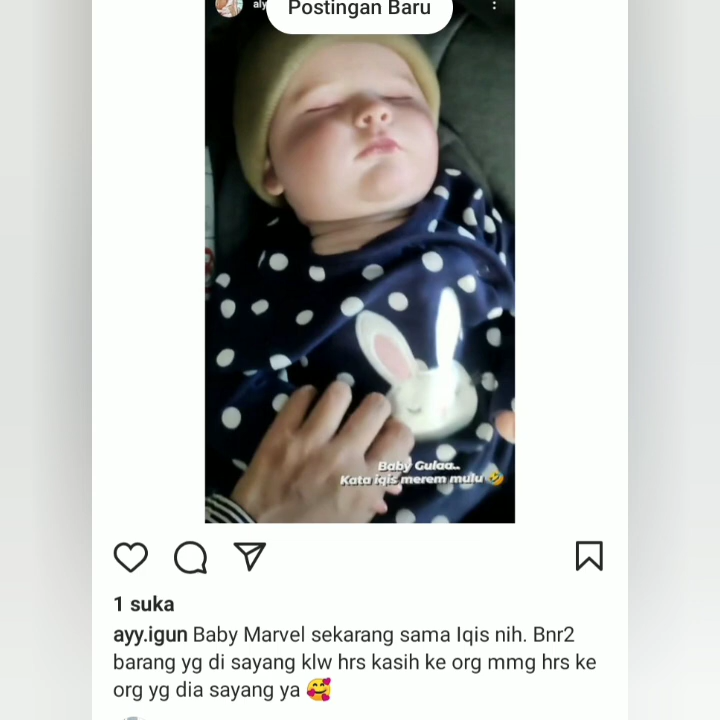 aly
Postingan Baru
Baby Gulaa..
Kata iqis merem mulu 🤣
1 suka
ayy.igun Baby Marvel sekarang sama Iqis nih. Bnr2
barang yg di sayang klw hrs kasih ke org mmg hrs ke
org yg dia sayang ya 🥰